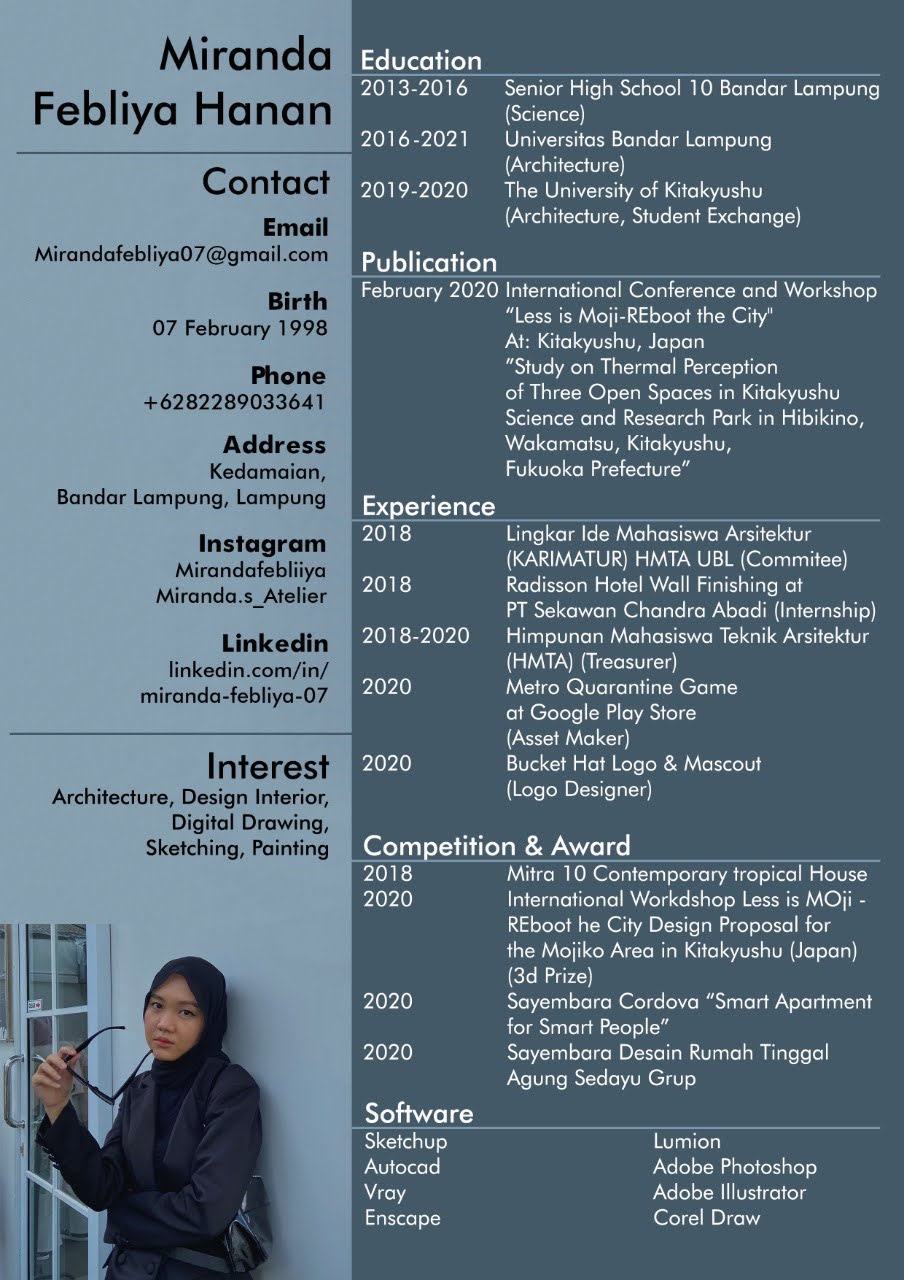 Miranda
Febliya Hanan
Contact
Email
Mirandafebliya07@gmail.com
Birth
07 February 1998
Phone
+6282289033641
Address
Kedamaian,
Bandar Lampung, Lampung
Instagram
Mirandafebliiya
Miranda.s_Atelier
Linkedin
linkedin.com/in/
miranda-febliya-07
Interest
Architecture, Design Interior,
Digital Drawing,
Sketching, Painting
Education
2013-2016 Senior High School 10 Bandar Lampung
(Science)
2016-2021 Universitas Bandar Lampung
(Architecture)
2019-2020 The University of Kitakyushu
(Architecture, Student Exchange)
Publication
February 2020 International Conference and Workshop
“Less is Moji-REboot the City"
At: Kitakyushu, Japan
”Study on Thermal Perception
of Three Open Spaces in Kitakyushu
Science and Research Park in Hibikino,
Wakamatsu, Kitakyushu,
Fukuoka Prefecture”
Experience
2018 Lingkar Ide Mahasiswa Arsitektur
(KARIMATUR) HMTA UBL (Commitee)
2018 Radisson Hotel Wall Finishing at
PT Sekawan Chandra Abadi (Internship)
2018-2020 Himpunan Mahasiswa Teknik Arsitektur
(HMTA) (Treasurer)
2020 Metro Quarantine Game
at Google Play Store
(Asset Maker)
2020 Bucket Hat Logo & Mascout
(Logo Designer)
Competition & Award
2018 Mitra 10 Contemporary tropical House
2020 International Workdshop Less is MOji -
REboot he City Design Proposal for
the Mojiko Area in Kitakyushu (Japan)
(3d Prize)
2020 Sayembara Cordova “Smart Apartment
for Smart People”
2020 Sayembara Desain Rumah Tinggal
Agung Sedayu Grup
Software
Sketchup Lumion
Autocad Adobe Photoshop
Vray Adobe Illustrator
Enscape Corel Draw